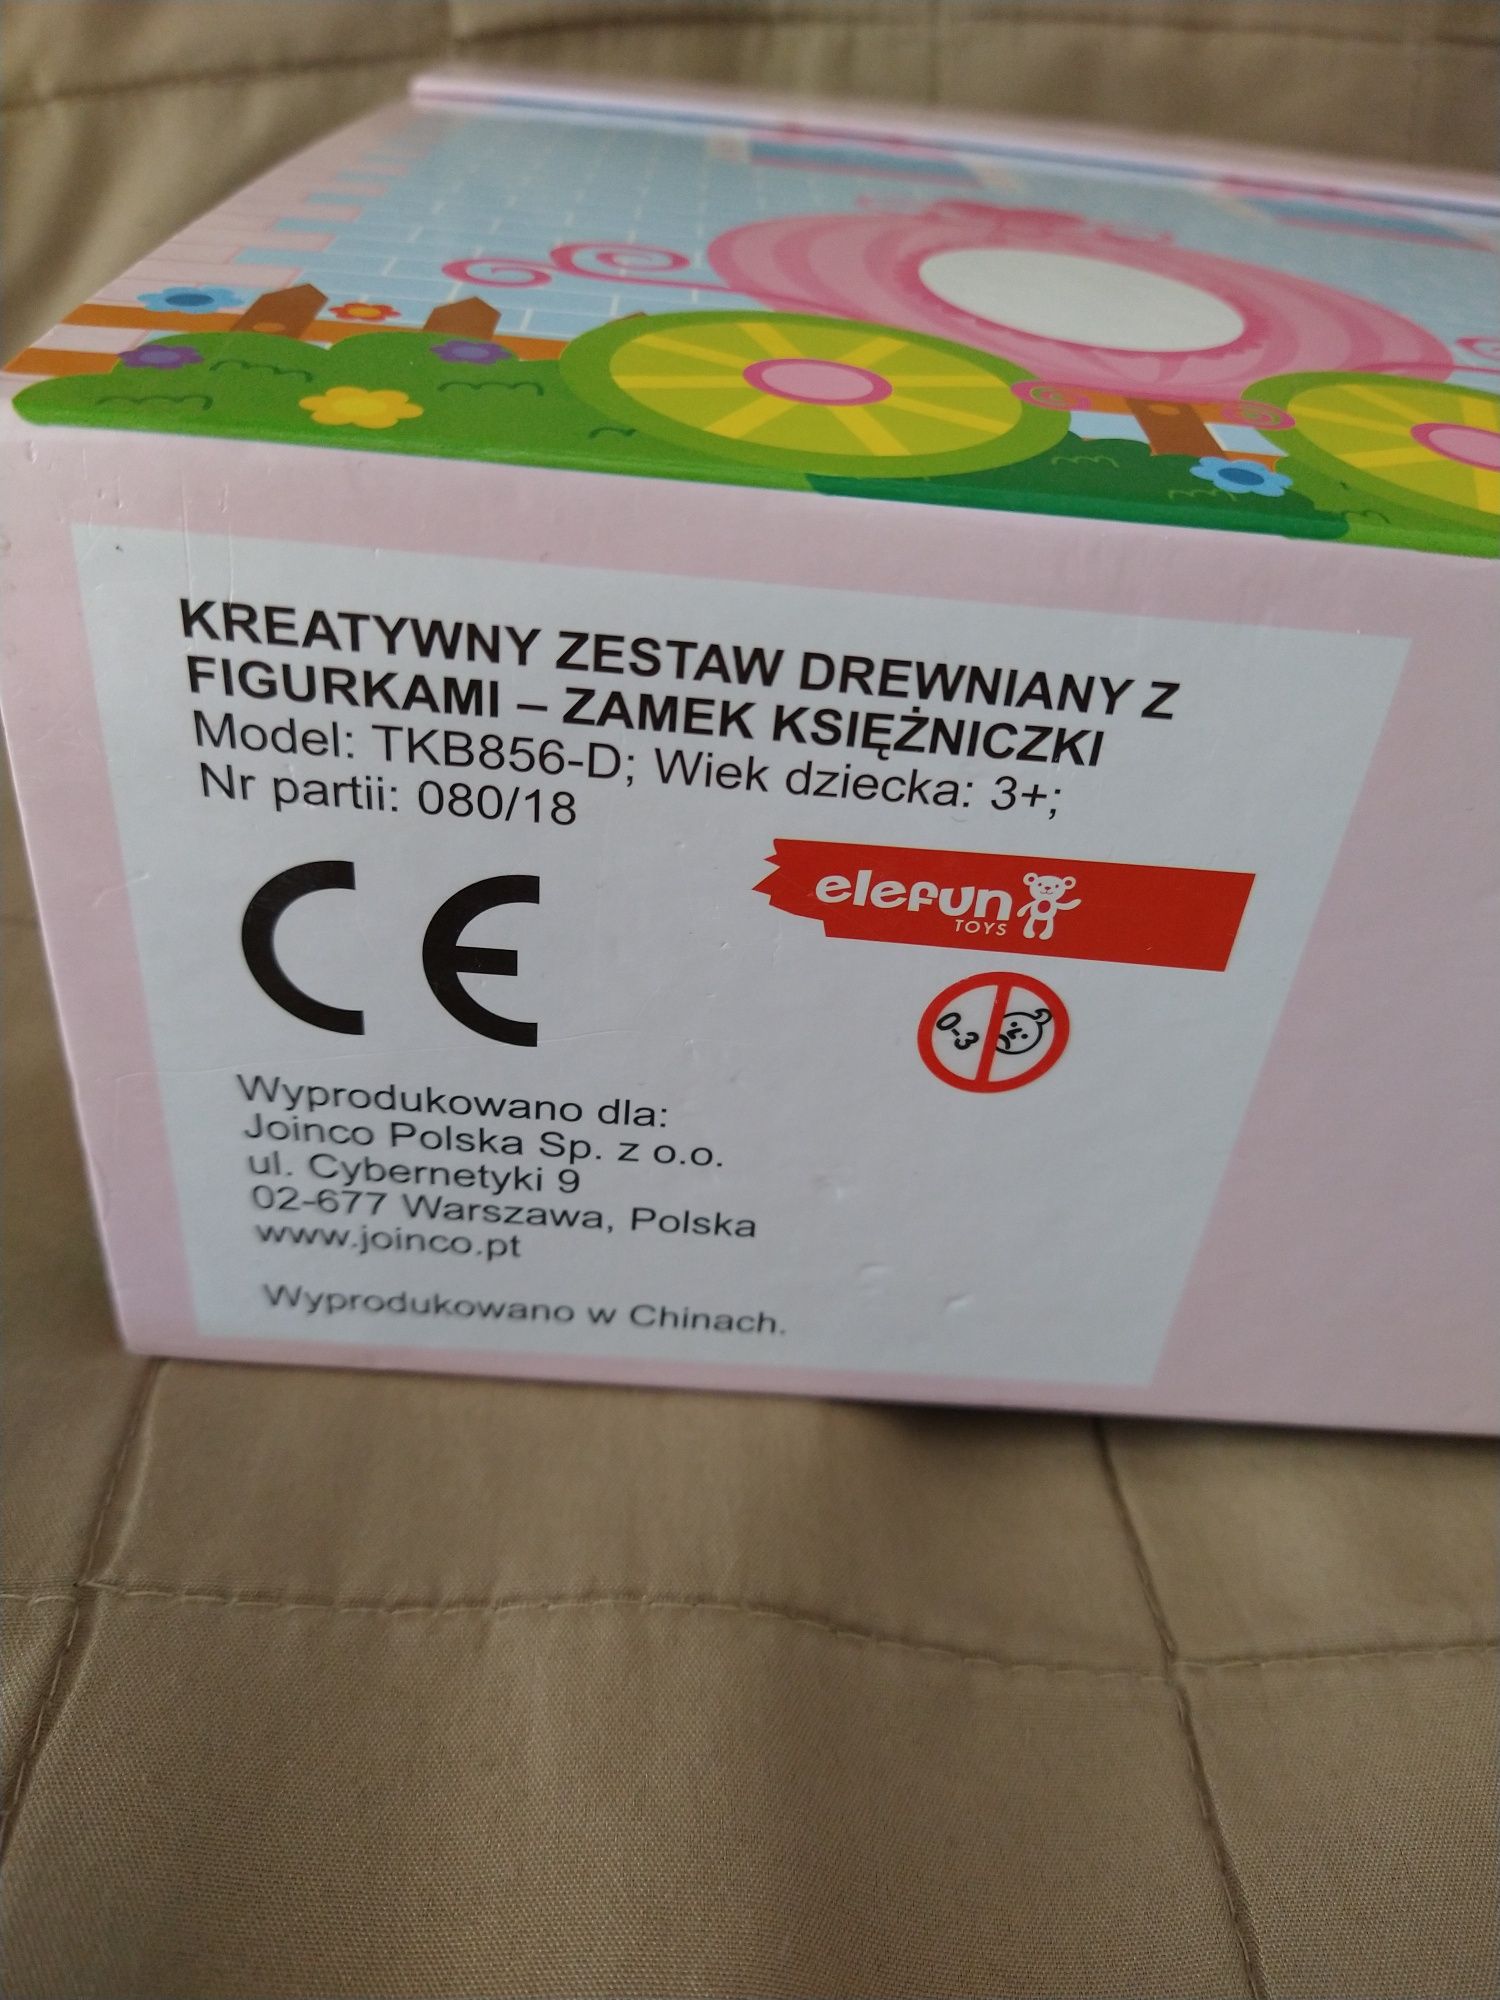 KREATYWNY ZESTAW DREWNIANY Z
FIGURKAMI – ZAMEK KSIĘŻNICZKI
Model: TKB856-D; Wiek dziecka: 3+;
Nr partii: 080/18
CE
elefun
TOYS
0-3
Wyprodukowano dla:
Joinco Polska Sp. z o.o.
ul. Cybernetyki 9
02-677 Warszawa, Polska
www.joinco.pt
Wyprodukowano w Chinach.